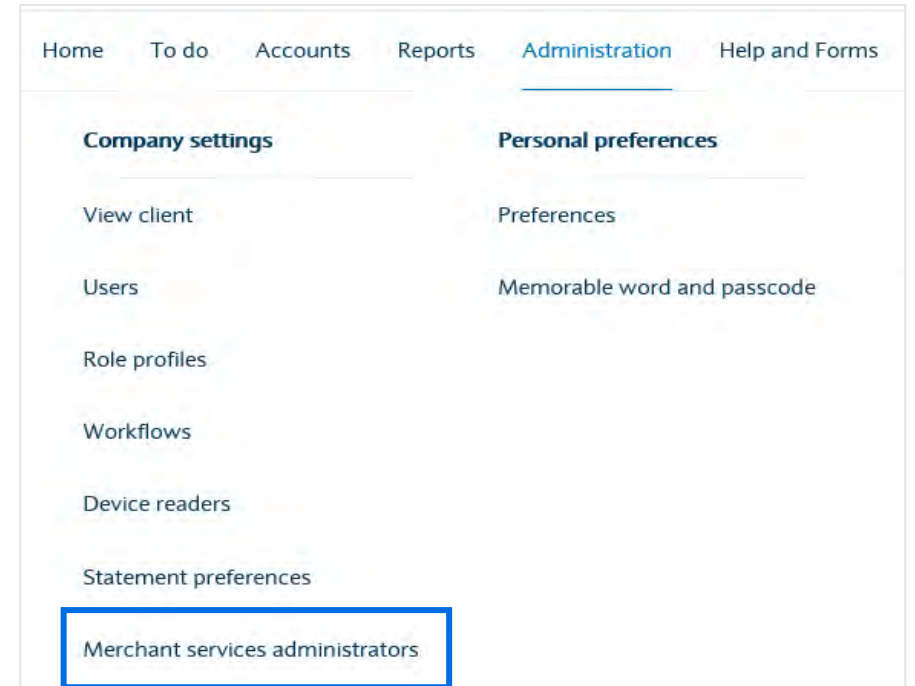 Home To do Accounts Reports Administration Help and Forms
Company settings
View client
Users
Role profiles
Workflows
Device readers
Statement preferences
Merchant services administrators
Personal preferences
Preferences
Memorable word and passcode